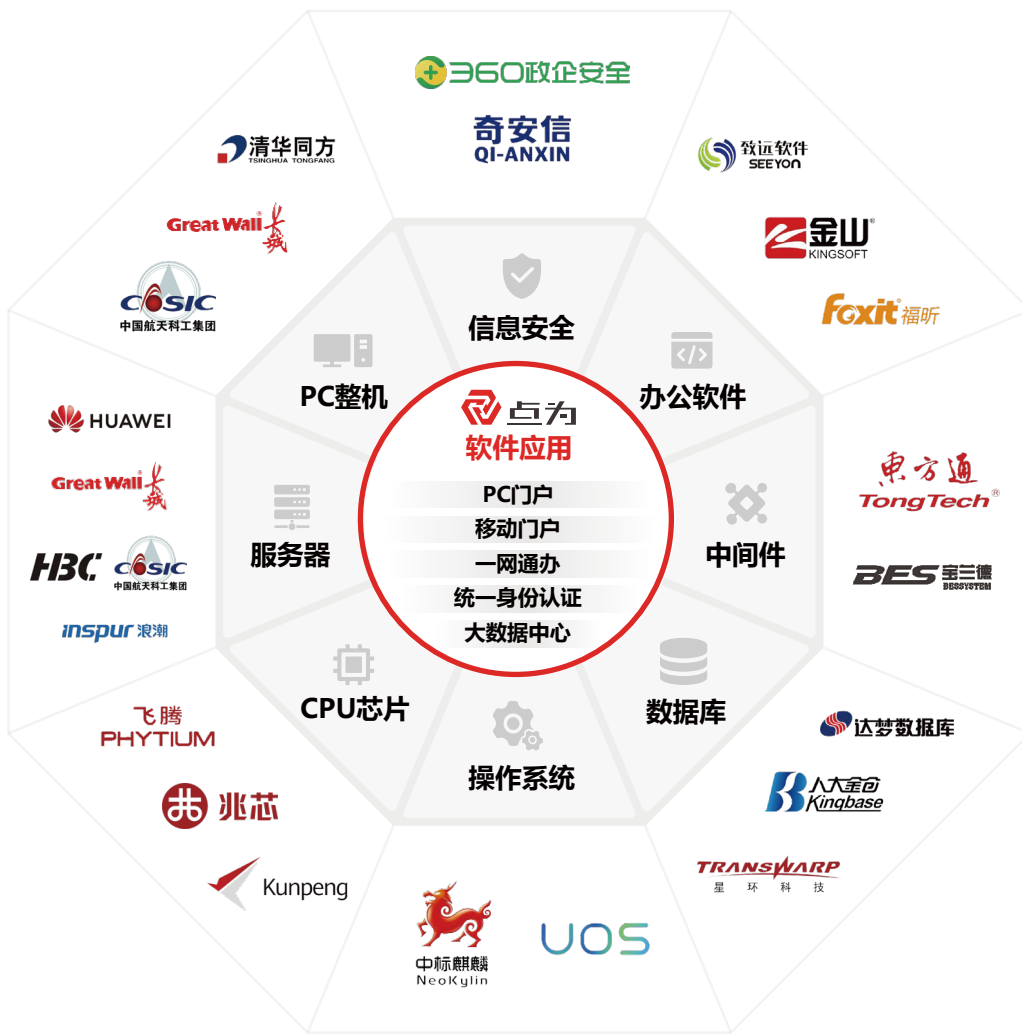 360政企安全
奇安信
QI-ANXIN
清华同方
TSINGHUA TONGFANG
致远软件
SEEYON
Great Wall® 长城
金山®
KINGSOFT
CASIC
中国航天科工集团
Foxit® 福昕
信息安全
PC整机
办公软件
HUAWEI
点为
软件应用
Great Wall® 长城
東方通
TongTech®
PC门户
移动门户
一网通办
统一身份认证
大数据中心
服务器
中间件
H3C
CASIC
中国航天科工集团
BES 宝兰德
BESSYSTEM
inspur 浪潮
CPU芯片
数据库
操作系统
飞腾
PHYTIUM
达梦数据库
兆芯
人大金仓
Kingbase
Kunpeng
TRANSWARP
星环科技
中标麒麟
NeoKylin
UOS